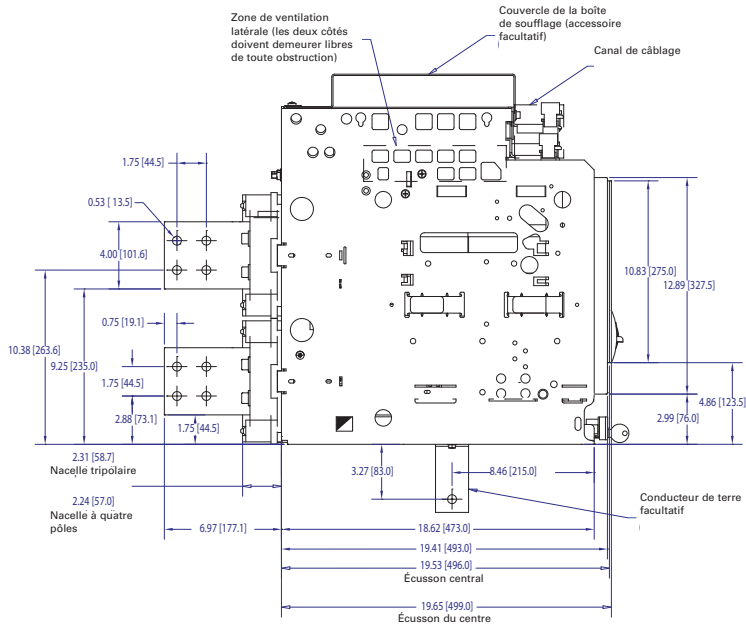 Zone de ventilation
latérale (les deux côtés
doivent demeurer libres
de toute obstruction)
Couvercle de la boîte
de soufflage (accessoire
facultatif)
Canal de câblage
1.75 [44.5]
0.53 [ 13.5]
4.00 [101.6]
10.83 [275.0]
12.89 [327.5]
0.75 [19.1]
10.38 [263.6]
9.25 [235.0]
1.75 [44.5]
2.88 [73.1]
1.75 [44.5]
4.86 [123.5]
2.99 [76.0]
2.31 [58.7]
Nacelle tripolaire
3.27 [83.0]
8.46 [215.0]
2.24 [57.0]
Nacelle à quatre
pôles
Conducteur de terre
facultatif
6.97 [177.1]
18.62 [473.0]
19.41 [493.0]
19.53 [496.0]
Écusson central
19.65 [499.0]
Écusson du centre